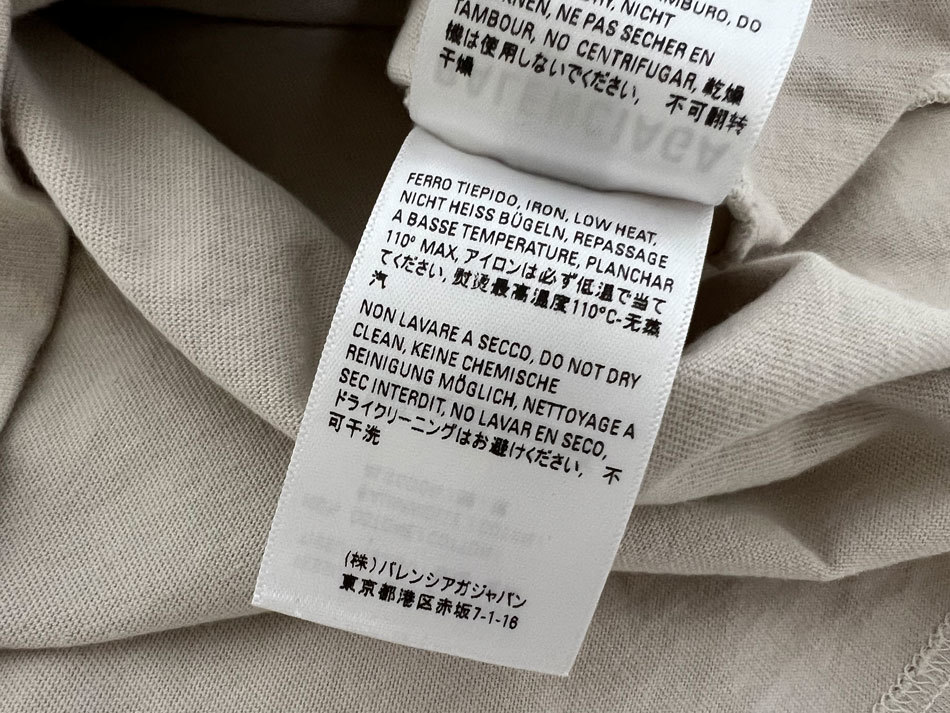 TAMBURO, DO
DRY, NICHT
NEN, NE PAS SECHER EN
TAMBOUR, NO CENTRIFUGAR, 乾燥
機は使用しないでください, 不可翻转
干燥
BALENCIAGA
FERRO TIEPIDO, IRON, LOW HEAT,
NICHT HEISS BÜGELN, REPASSAGE
A BASSE TEMPERATURE, PLANCHAR
110° MAX, アイロンは必ず低温で当て
てください, 熨烫最高温度110°C-无蒸
汽
NON LAVARE A SECCO, DO NOT DRY
CLEAN, KEINE CHEMISCHE
REINIGUNG MÖGLICH, NETTOYAGE A
SEC INTERDIT, NO LAVAR EN SECO,
ドライクリーニングはお避けください, 不
可干洗
(株)バレンシアガジャパン
東京都港区赤坂7-1-16